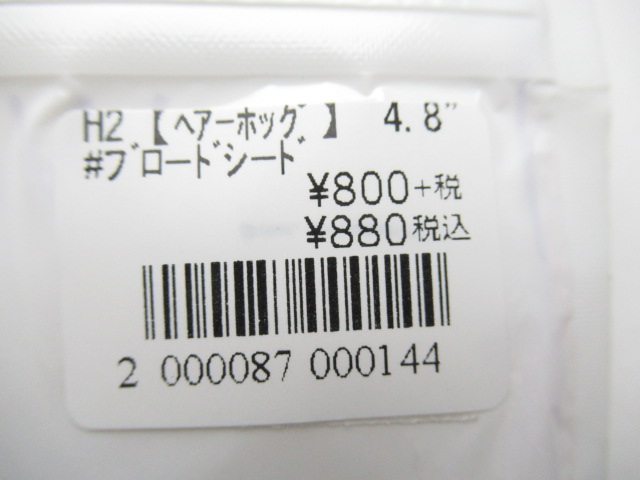 H2 【ﾍｱｰﾎｯｸﾞ】 4.8"
#ﾌﾞﾛｰﾄﾞｼｰﾄﾞ
¥800+税
¥880税込
2 000087 000144